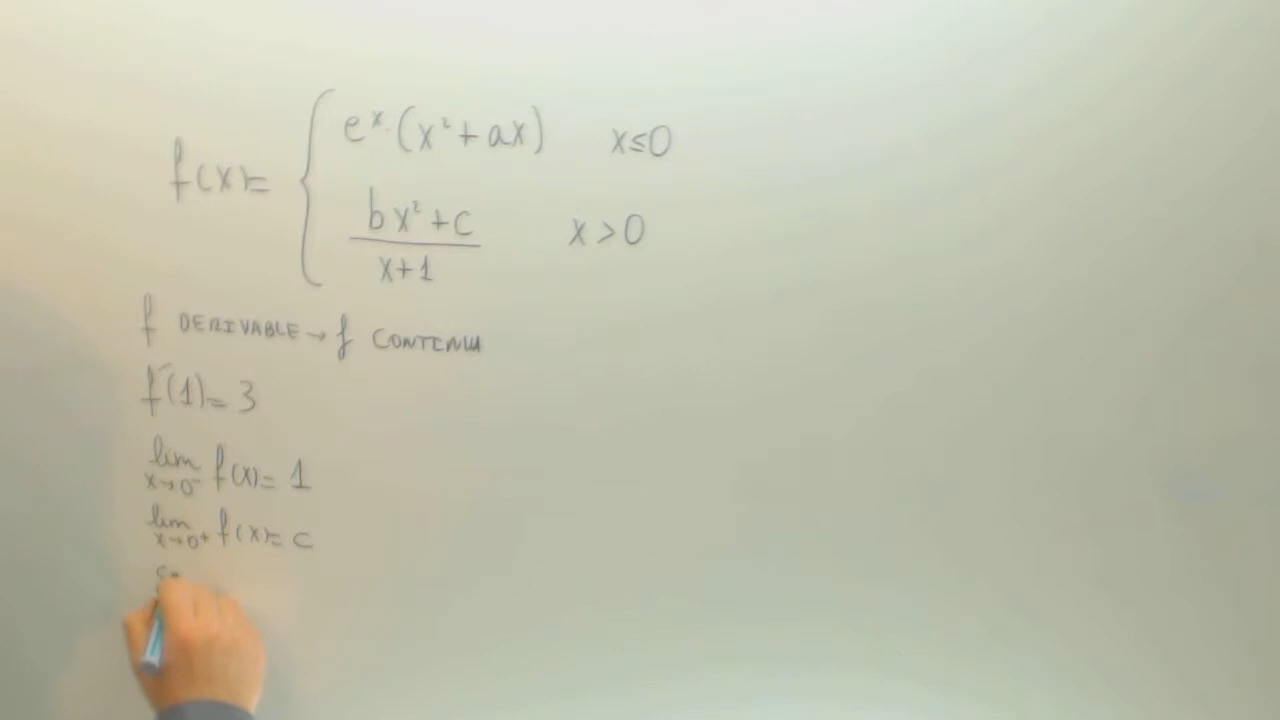 f(x)= { e^x·(x²+ax) x≤0
bx²+c / x+1 x>0
f DERIVABLE → f CONTINUA
f'(1)=3
lim x→0⁻ f(x)=1
lim x→0⁺ f(x)=c